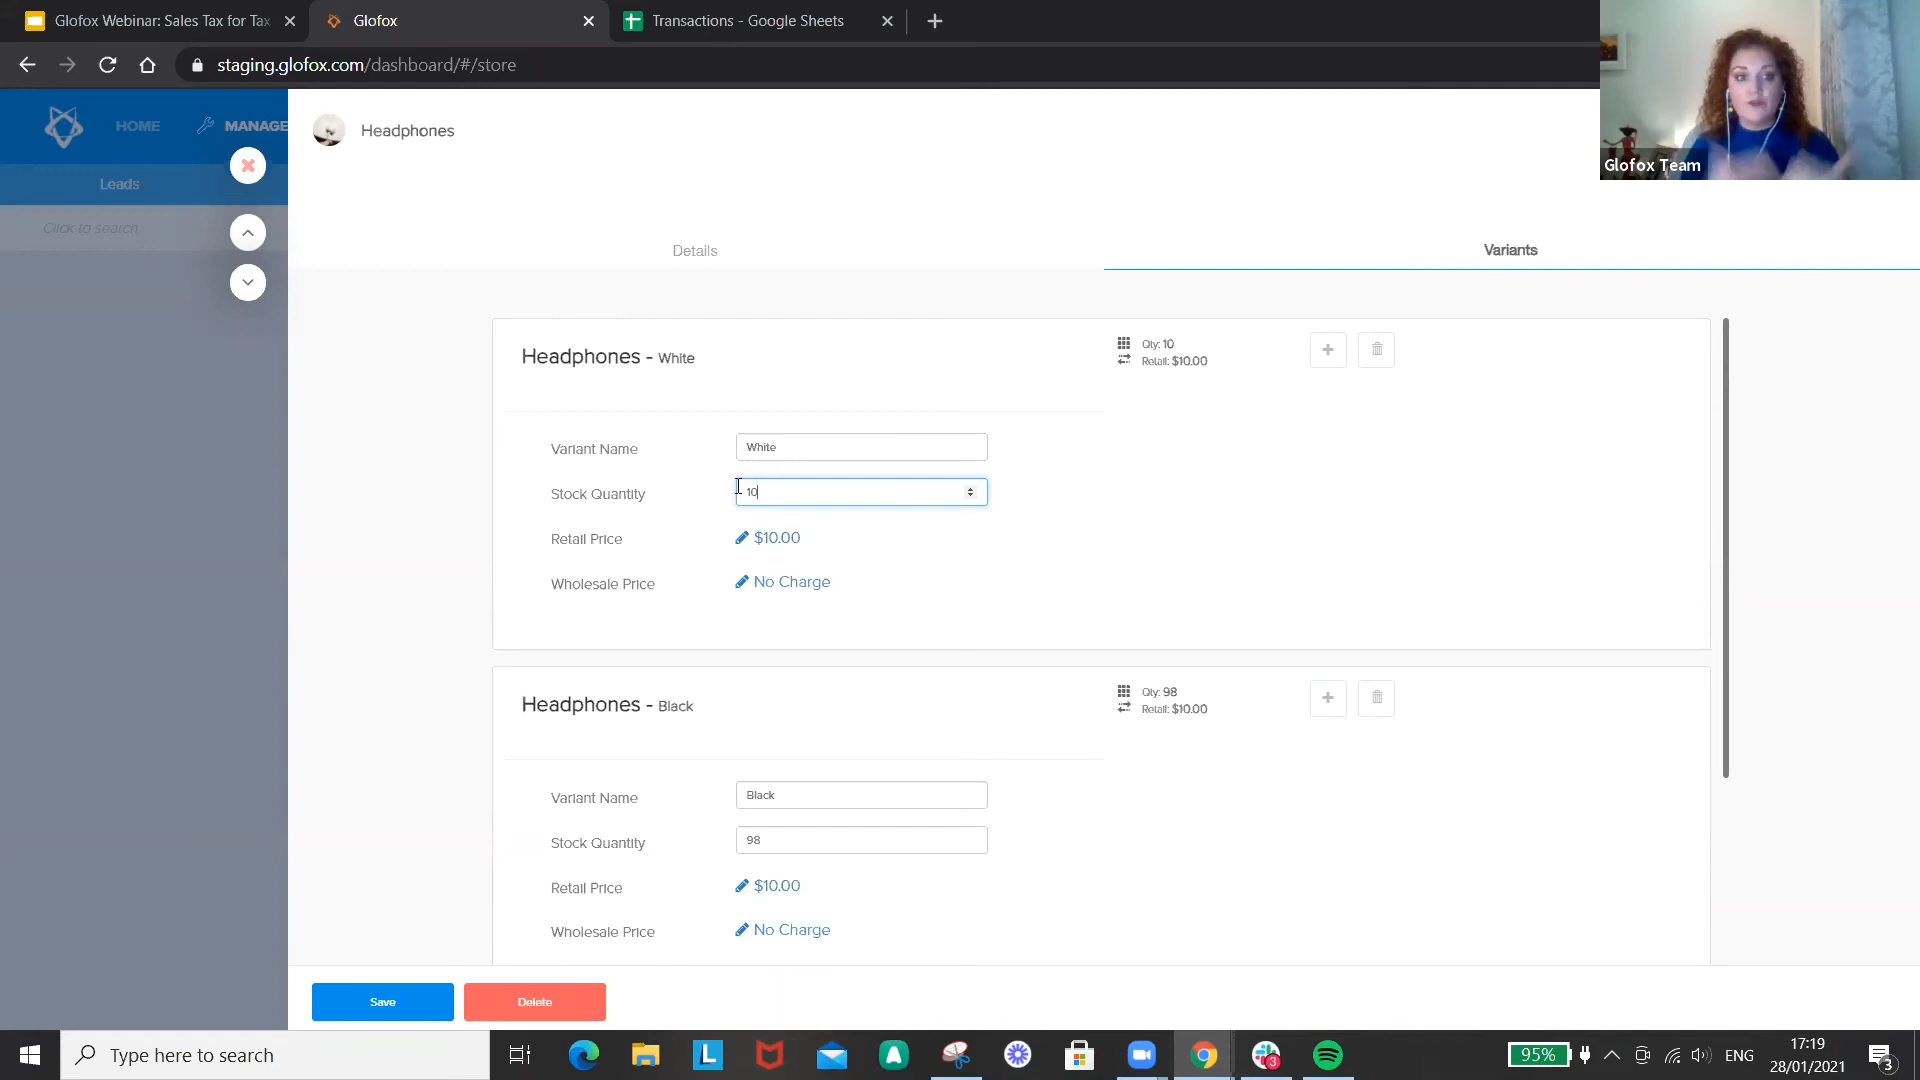 Glofox Webinar: Sales Tax for Tax
Glofox
Transactions - Google Sheets
staging.glofox.com/dashboard/#/store
HOME
MANAGE
Leads
Click to search
Headphones
Glofox Team
Details
Variants
Headphones - White
Qty: 10
Retail: $10.00
Variant Name
White
Stock Quantity
10
Retail Price
$10.00
Wholesale Price
No Charge
Headphones - Black
Qty: 98
Retail: $10.00
Variant Name
Black
Stock Quantity
98
Retail Price
$10.00
Wholesale Price
No Charge
Save
Delete
Type here to search
L
A
3
95%
ENG
17:19
28/01/2021
3